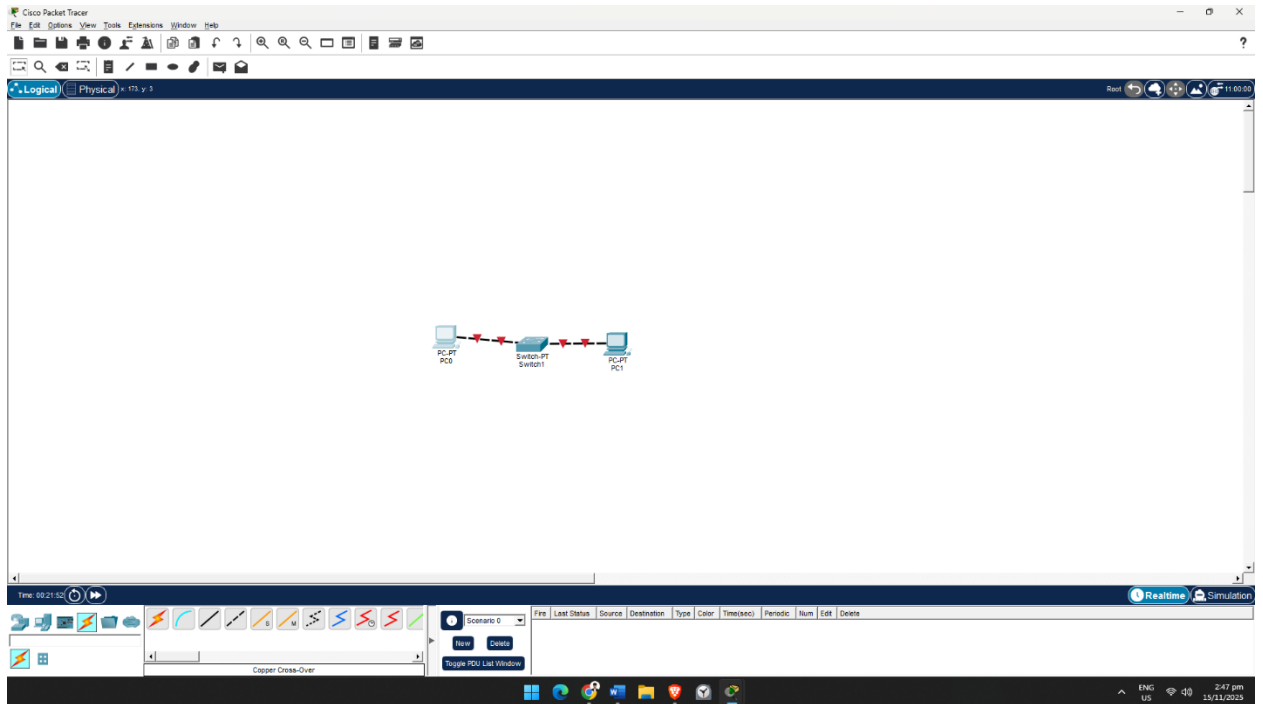 Cisco Packet Tracer
File Edit Options View Tools Extensions Window Help
?
Logical Physical x: 173, y: 3 Root 11:00:00
PC-PT
PC0
Switch-PT
Switch1
PC-PT
PC1
Time: 00:21:52 Realtime Simulation
Scenario 0 Fire Last Status Source Destination Type Color Time(sec) Periodic Num Edit Delete
New Delete
Toggle PDU List Window
Copper Cross-Over
ENG
US
2:47 pm
15/11/2025